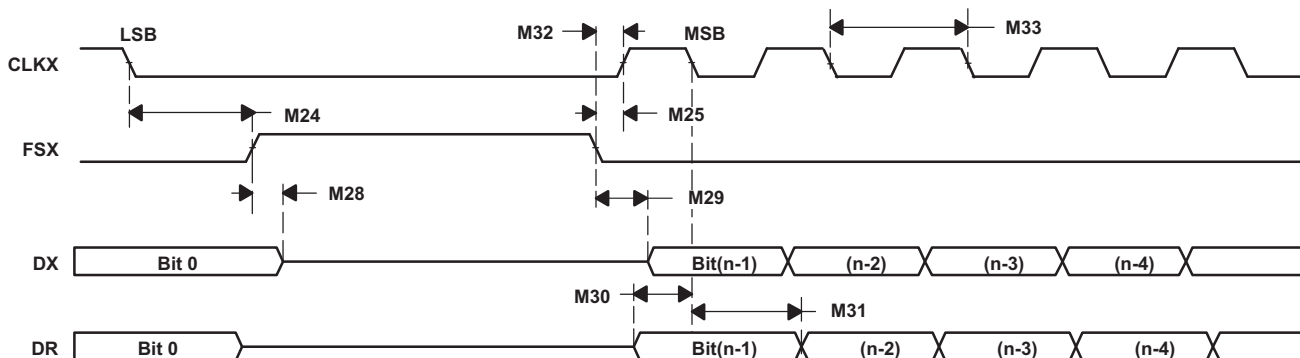 LSB M32 MSB M33
CLKX
M24 M25
FSX
M28 M29
DX Bit 0 Bit(n-1) (n-2) (n-3) (n-4)
M30 M31
DR Bit 0 Bit(n-1) (n-2) (n-3) (n-4)